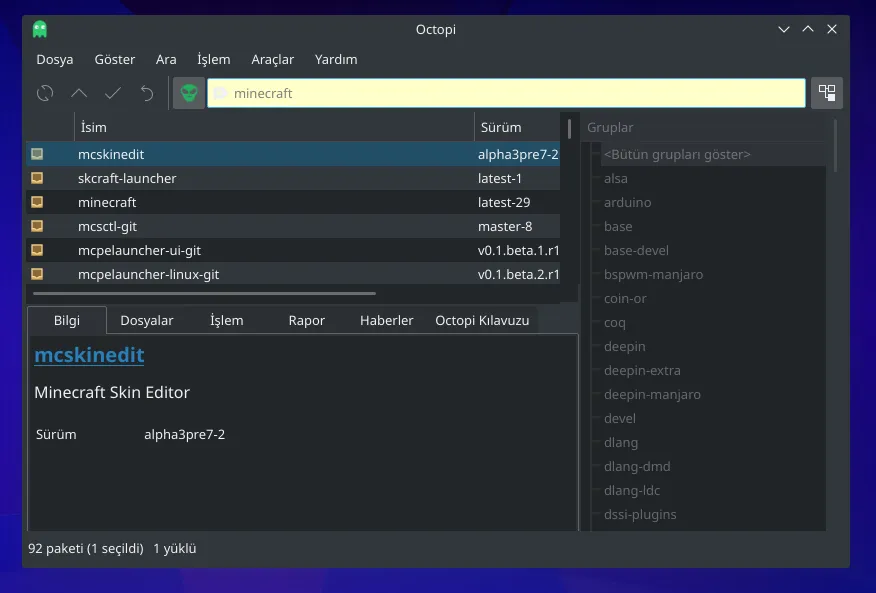 Octopi
Dosya Göster Ara İşlem Araçlar Yardım
minecraft
İsim Sürüm
mcskinedit alpha3pre7-2
skcraft-launcher latest-1
minecraft latest-29
mcsctl-git master-8
mcpelauncher-ui-git v0.1.beta.1.r1
mcpelauncher-linux-git v0.1.beta.2.r1
Bilgi Dosyalar İşlem Rapor Haberler Octopi Kılavuzu
mcskinedit
Minecraft Skin Editor
Sürüm alpha3pre7-2
Gruplar
<Bütün grupları göster>
alsa
arduino
base
base-devel
bspwm-manjaro
coin-or
coq
deepin
deepin-extra
deepin-manjaro
devel
dlang
dlang-dmd
dlang-ldc
dssi-plugins
92 paketi (1 seçildi) 1 yüklü